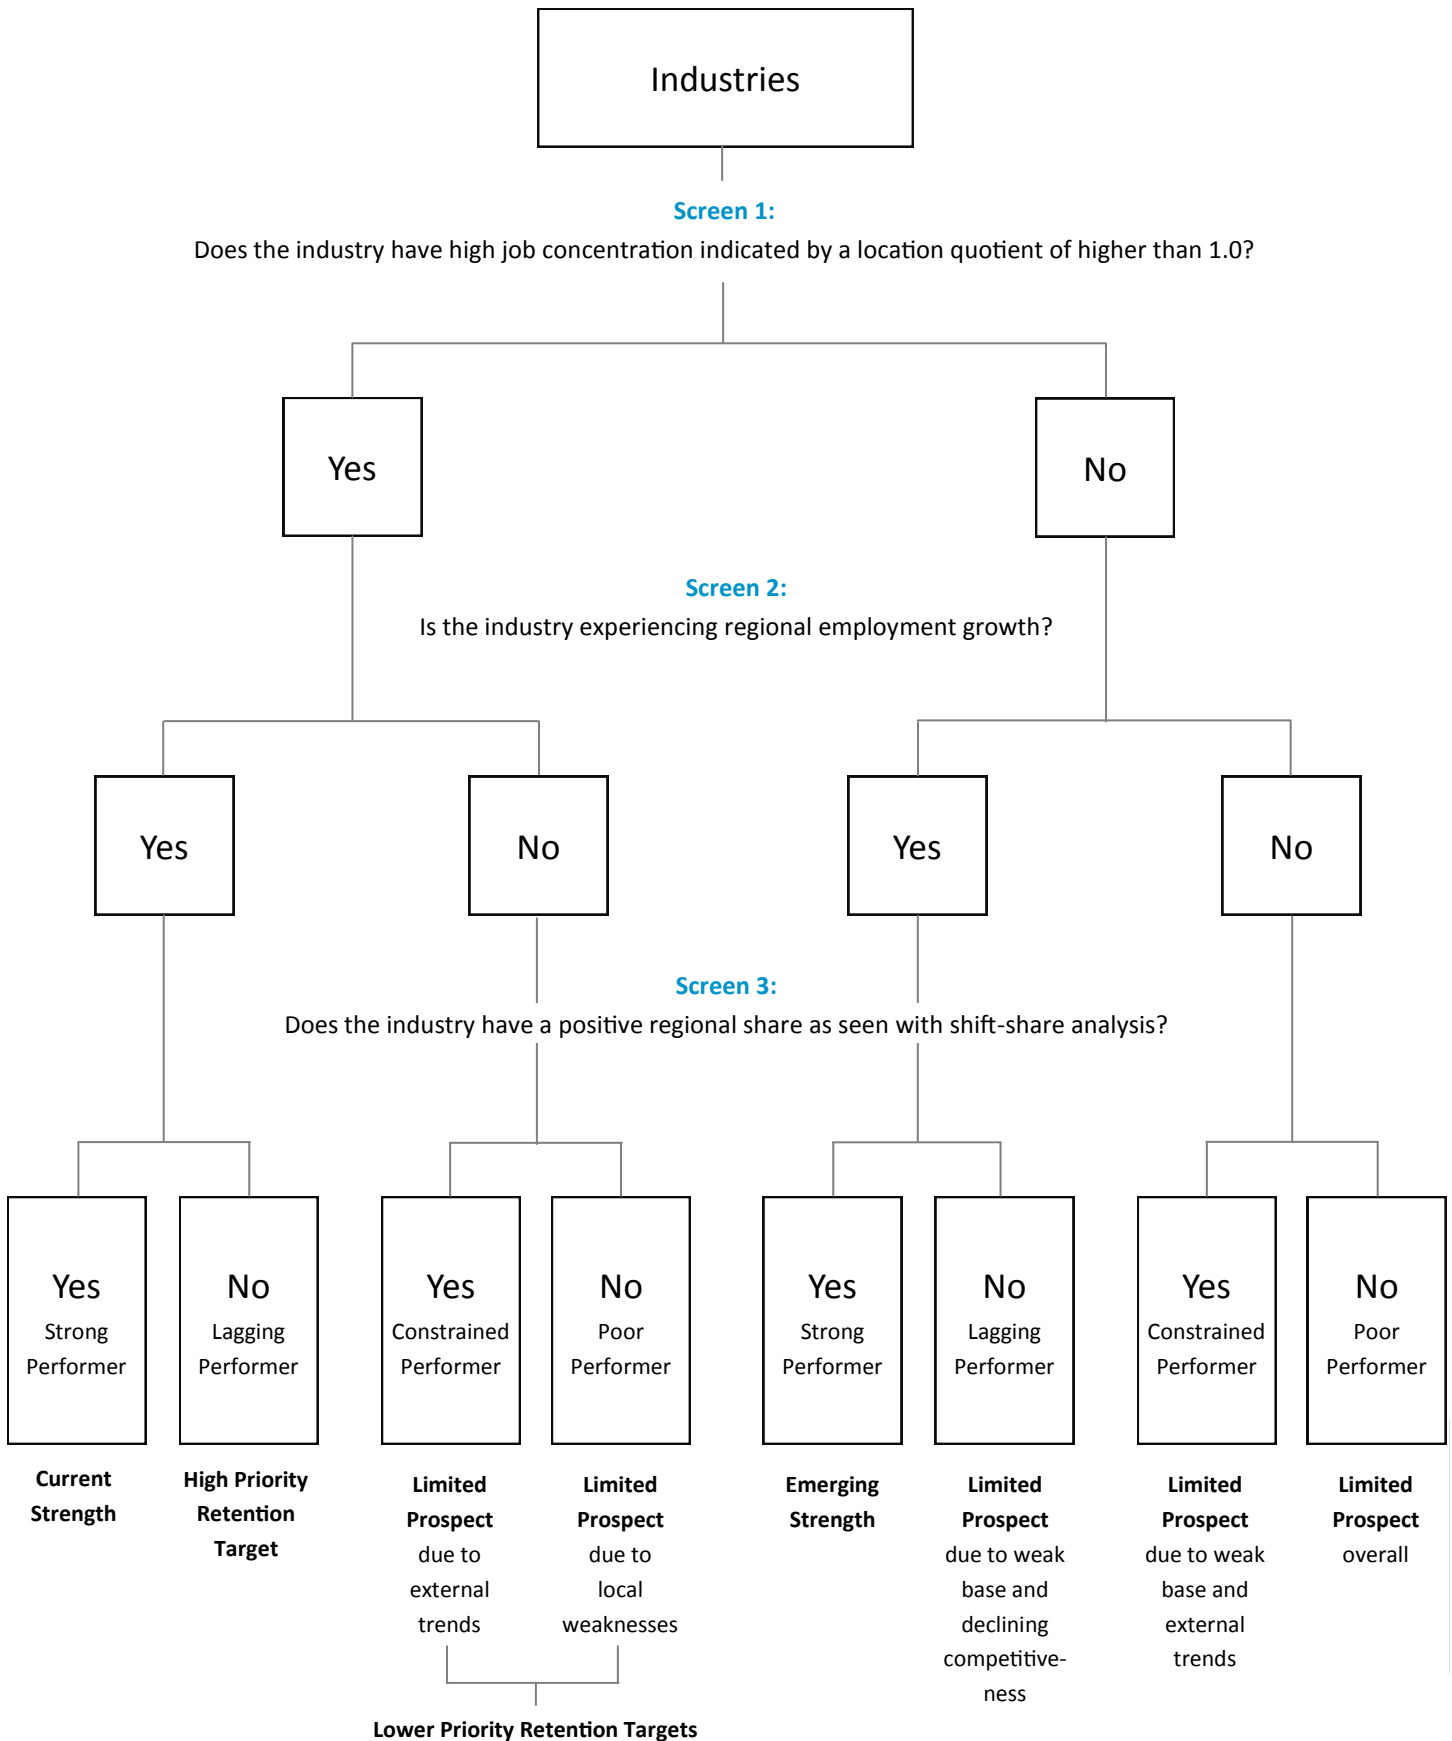 Industries
Screen 1:
Does the industry have high job concentration indicated by a location quotient of higher than 1.0?
Yes
No
Screen 2:
Is the industry experiencing regional employment growth?
Yes
No
Yes
No
Screen 3:
Does the industry have a positive regional share as seen with shift-share analysis?
Yes
Strong
Performer
No
Lagging
Performer
Yes
Constrained
Performer
No
Poor
Performer
Yes
Strong
Performer
No
Lagging
Performer
Yes
Constrained
Performer
No
Poor
Performer
Current
Strength
High Priority
Retention
Target
Limited
Prospect
due to
external
trends
Limited
Prospect
due to
local
weaknesses
Emerging
Strength
Limited
Prospect
due to weak
base and
declining
competitive-
ness
Limited
Prospect
due to weak
base and
external
trends
Limited
Prospect
overall
Lower Priority Retention Targets